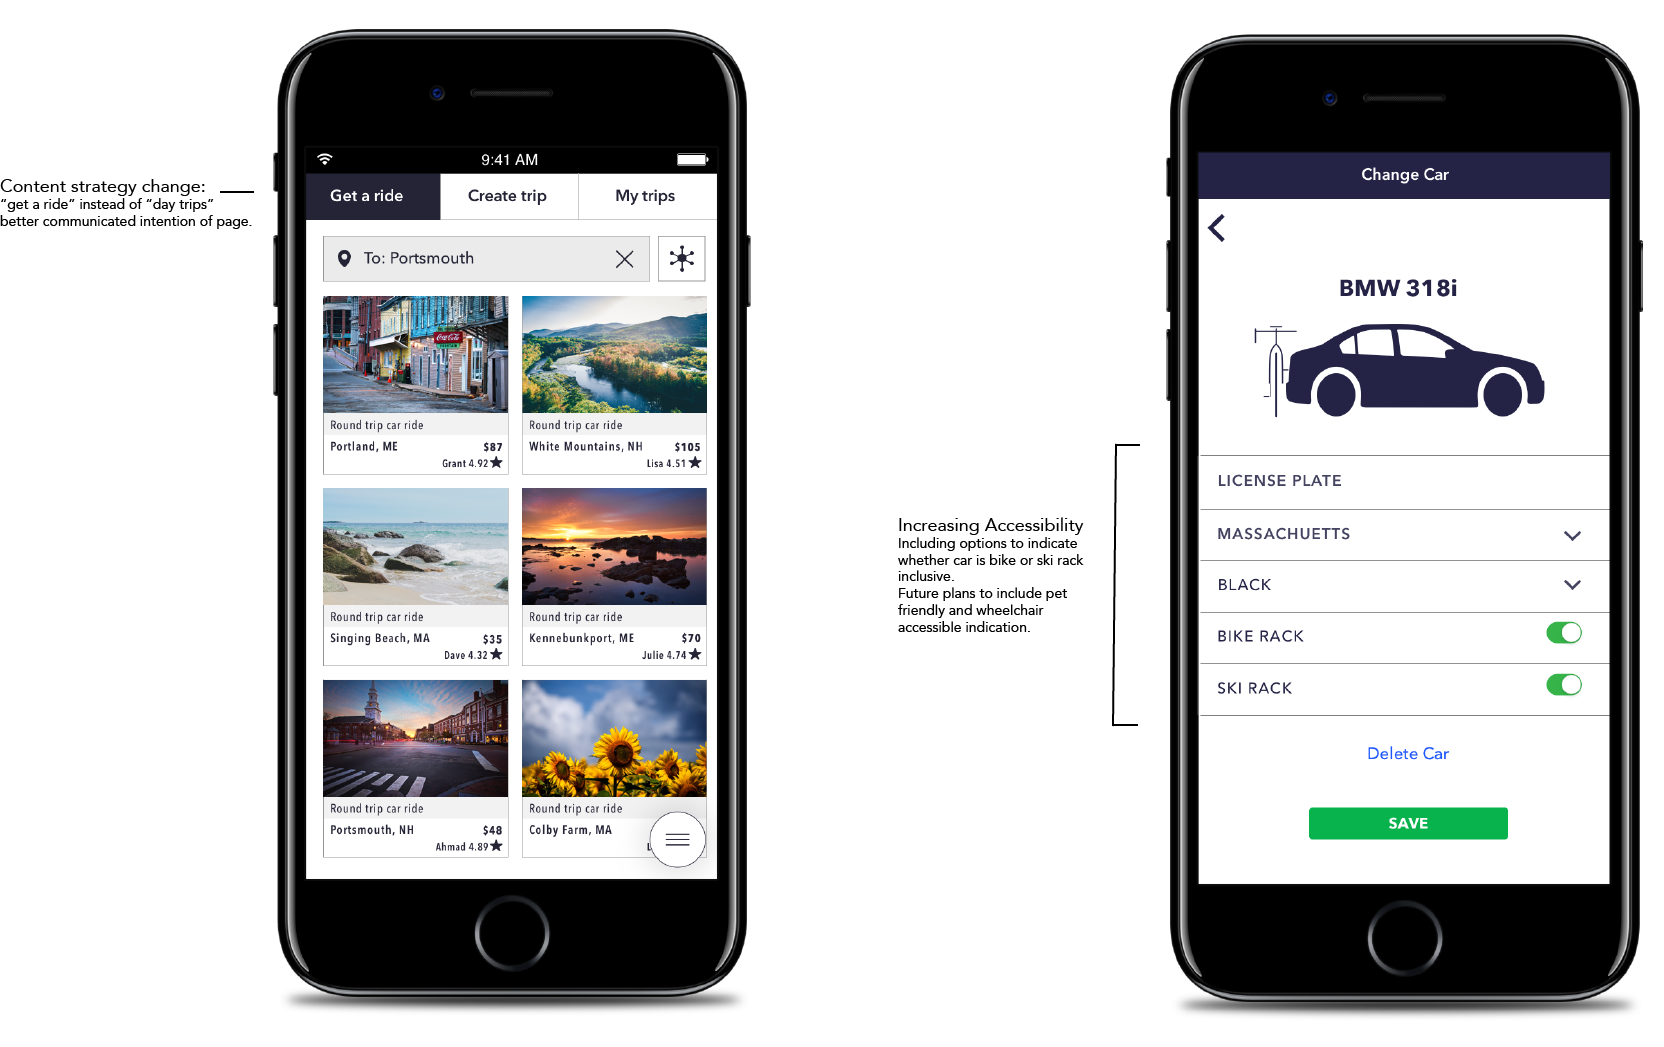 Content strategy change:
“get a ride” instead of “day trips”
better communicated intention of page.
9:41 AM
Get a ride
Create trip
My trips
To: Portsmouth
Coca-Cola
Round trip car ride
Portland, ME $87
Grant 4.92
Round trip car ride
White Mountains, NH $105
Lisa 4.51
Round trip car ride
Singing Beach, MA $35
Dave 4.32
Round trip car ride
Kennebunkport, ME $70
Julie 4.74
Round trip car ride
Portsmouth, NH $48
Ahmad 4.89
Round trip car ride
Colby Farm, MA
Increasing Accessibility
Including options to indicate
whether car is bike or ski rack
inclusive.
Future plans to include pet
friendly and wheelchair
accessible indication.
Change Car
BMW 318i
LICENSE PLATE
MASSACHUETTS
BLACK
BIKE RACK
SKI RACK
Delete Car
SAVE